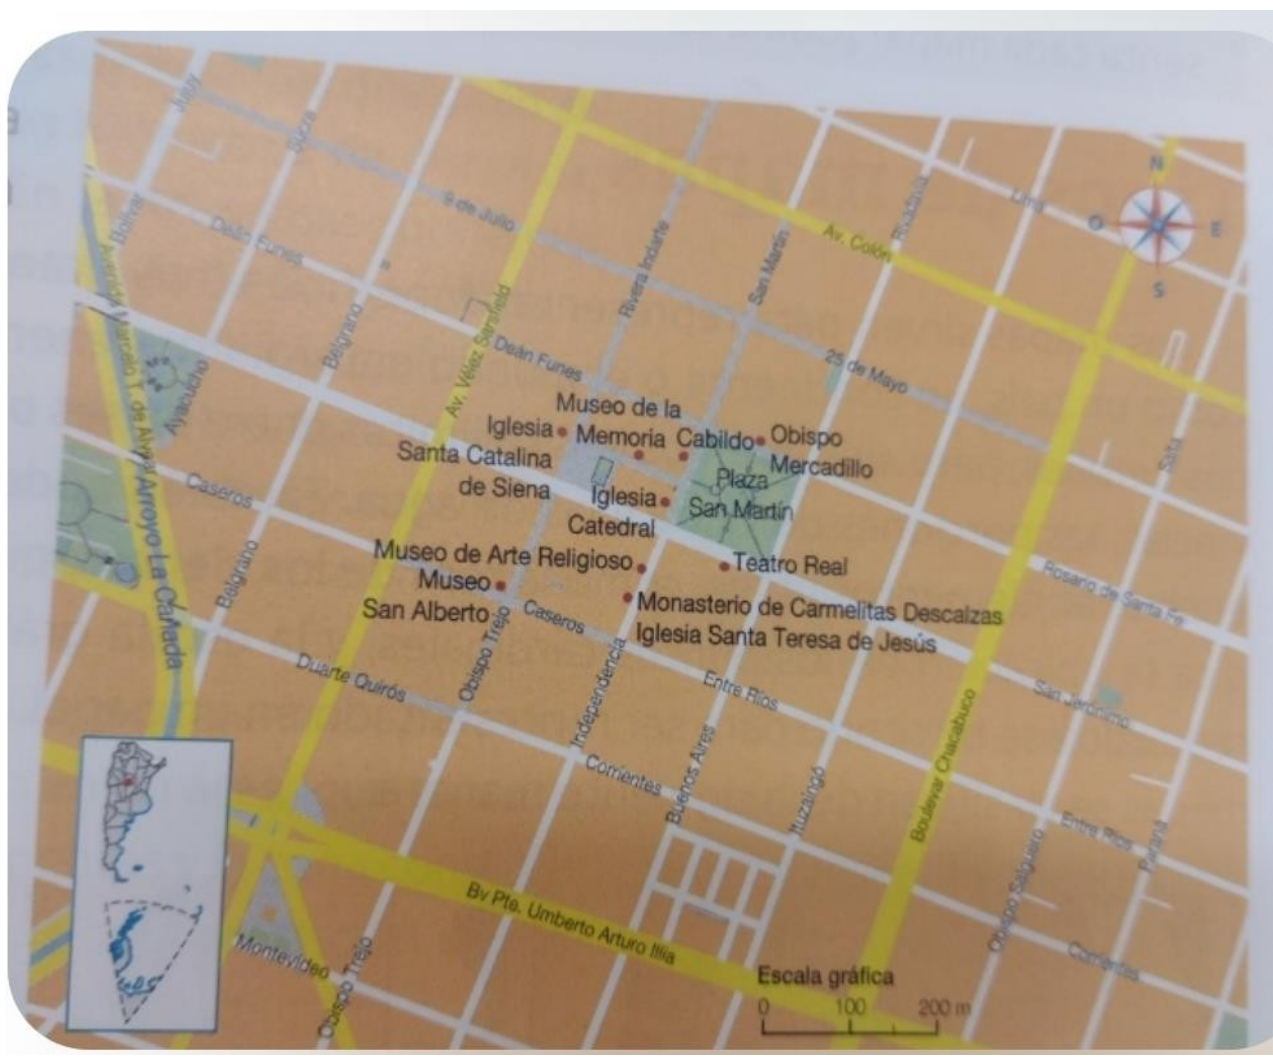 Jujuy
Sucre
9 de Julio
Bolívar
Deán Funes
Rivera Indarte
San Martín
Rivadavia
Lima
Av. Colón
N
O
E
S
Belgrano
Av. Vélez Sarsfield
Deán Funes
25 de Mayo
Ayacucho
Avenida Marcelo T. de Alvear
Arroyo La Cañada
Museo de la
Memoria
Iglesia
Santa Catalina
de Siena
Cabildo
Obispo
Mercadillo
Plaza
San Martín
Iglesia
Catedral
Salta
Caseros
Belgrano
Museo de Arte Religioso
Museo
San Alberto
Teatro Real
Monasterio de Carmelitas Descalzas
Iglesia Santa Teresa de Jesús
Rosario de Santa Fe
Caseros
Obispo Trejo
Independencia
Duarte Quirós
Entre Ríos
San Jerónimo
Corrientes
Buenos Aires
Ituzaingó
Boulevar Chacabuco
Entre Ríos
Obispo Salguero
Paraná
Corrientes
Bv Pte. Umberto Arturo Illia
Montevideo
Obispo Trejo
Escala gráfica
0 100 200 m